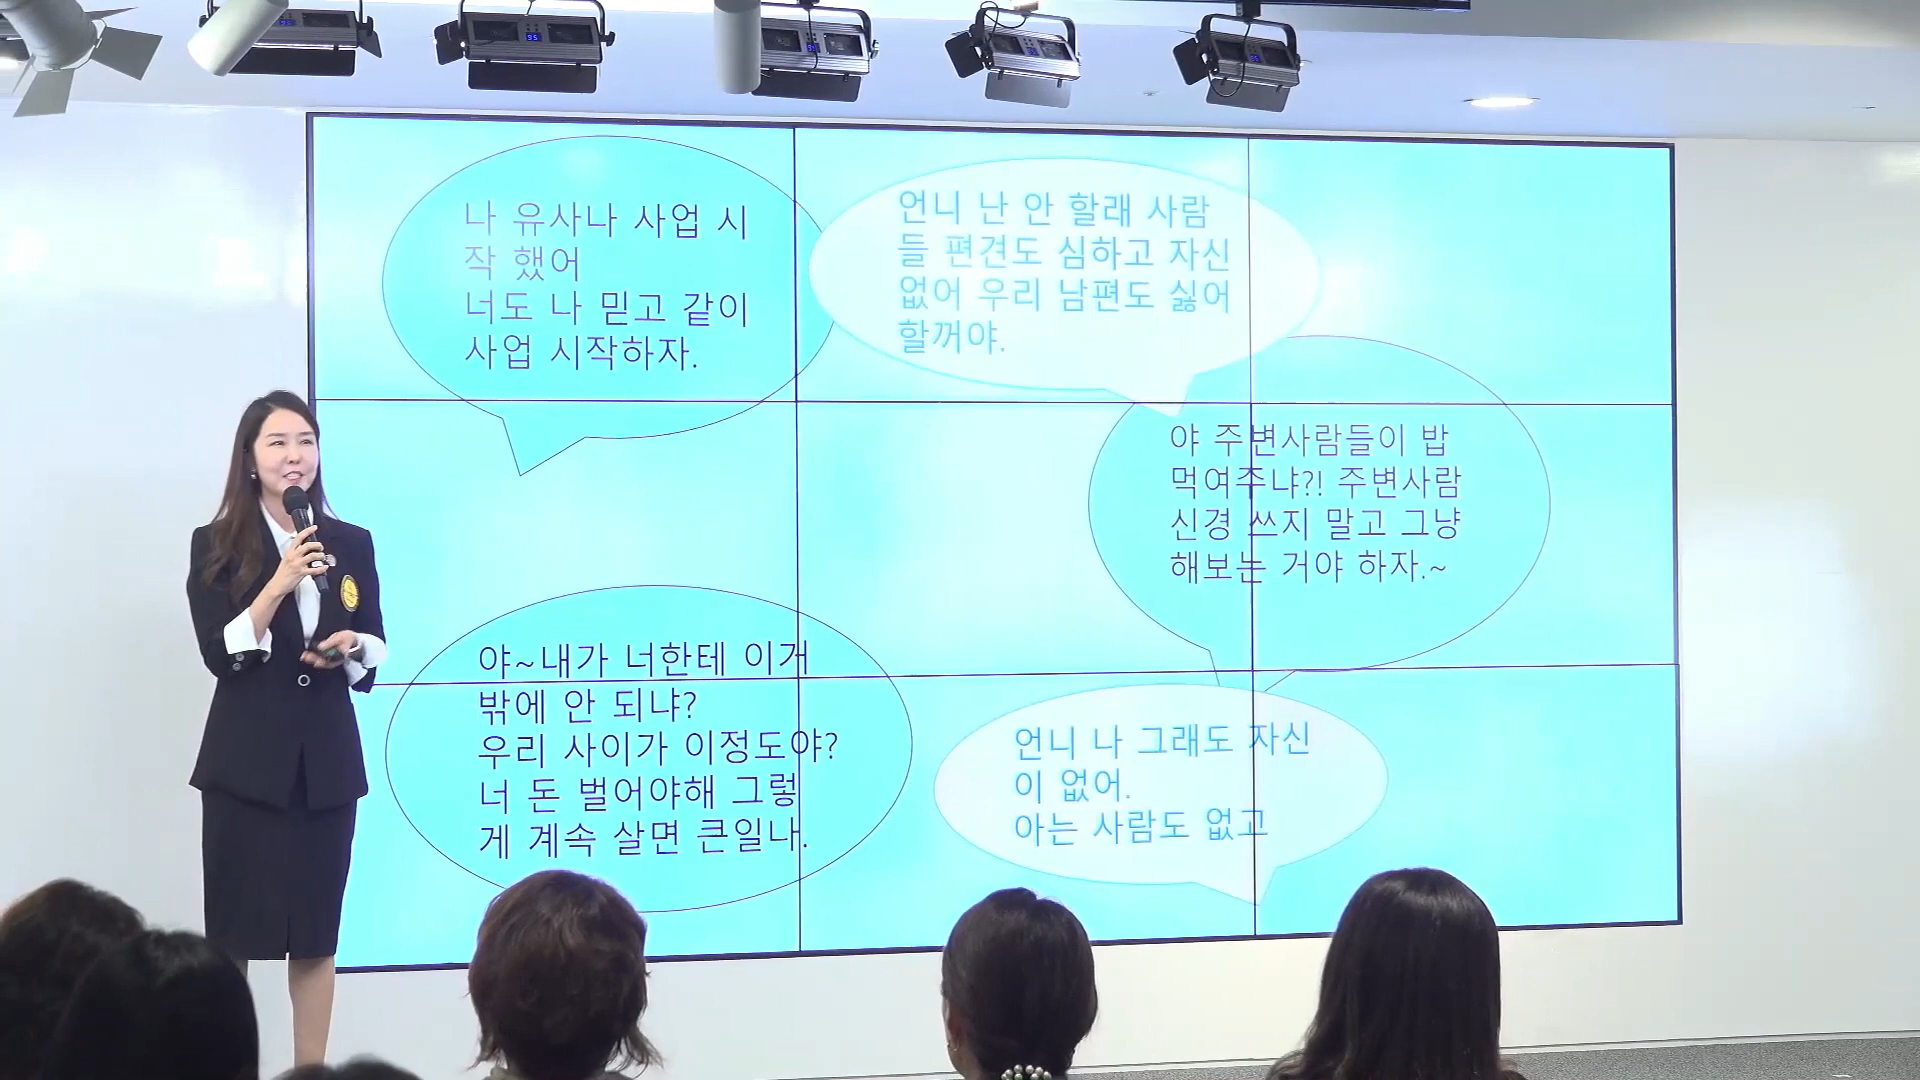 나 유사나 사업 시
작 했어
너도 나 믿고 같이
사업 시작하자.
언니 난 안 할래 사람
들 편견도 심하고 자신
없어 우리 남편도 싫어
할꺼야.
야 주변사람들이 밥
먹여주냐?! 주변사람
신경 쓰지 말고 그냥
해보는 거야 하자.~
야~내가 너한테 이거
밖에 안 되냐?
우리 사이가 이정도야?
너 돈 벌어야해 그렇
게 계속 살면 큰일나.
언니 나 그래도 자신
이 없어.
아는 사람도 없고